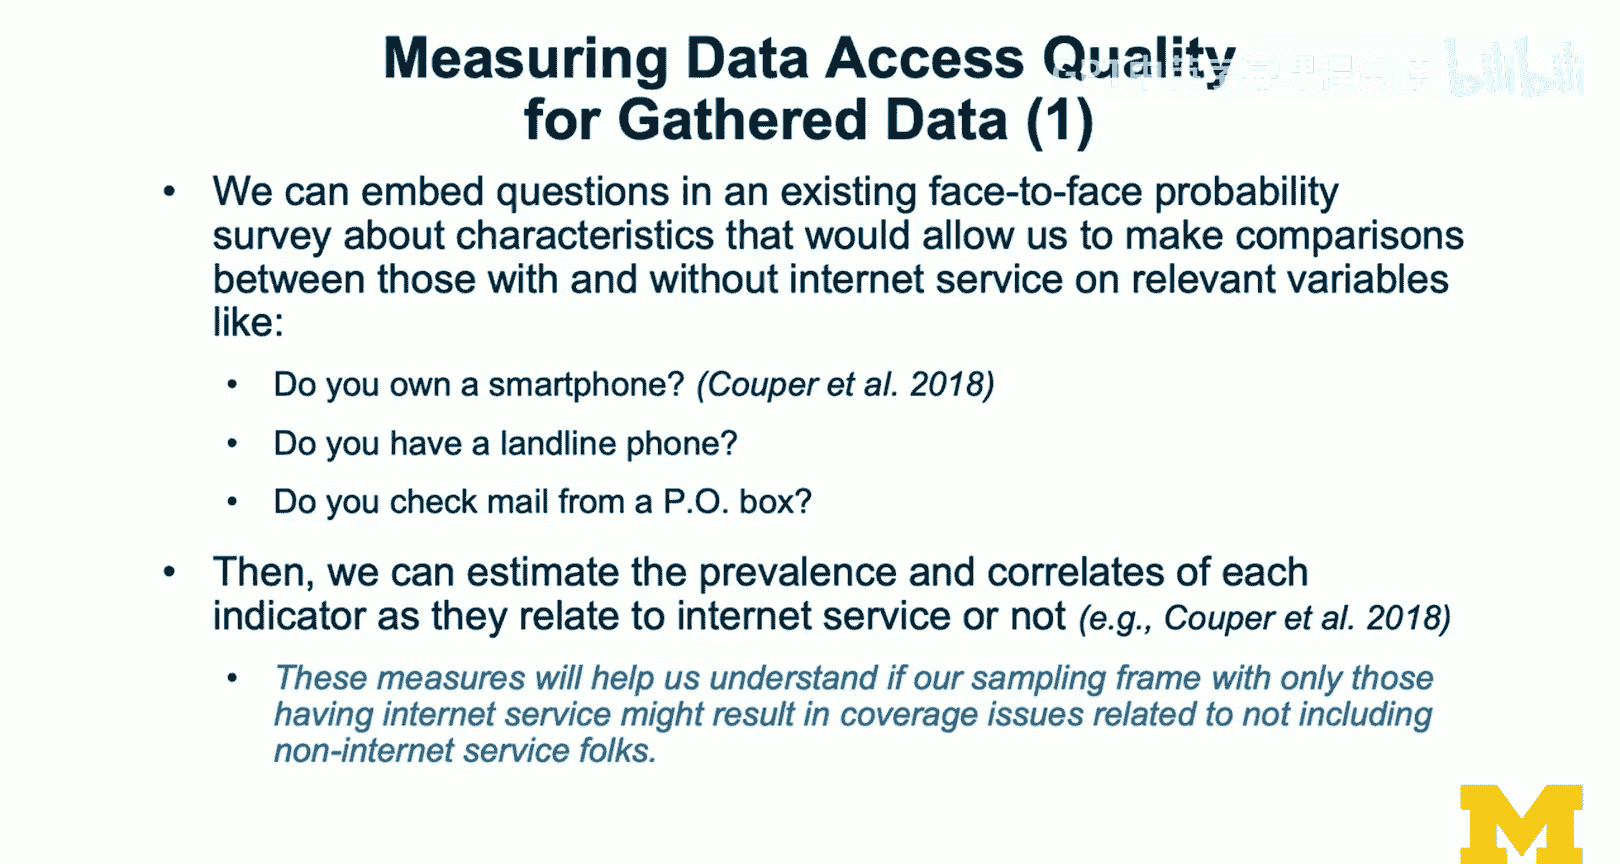 Measuring Data Access Quality
for Gathered Data (1)
bilibili
• We can embed questions in an existing face-to-face probability
survey about characteristics that would allow us to make comparisons
between those with and without internet service on relevant variables
like:
• Do you own a smartphone? (Couper et al. 2018)
• Do you have a landline phone?
• Do you check mail from a P.O. box?
• Then, we can estimate the prevalence and correlates of each
indicator as they relate to internet service or not (e.g., Couper et al. 2018)
• These measures will help us understand if our sampling frame with only those
having internet service might result in coverage issues related to not including
non-internet service folks.
M